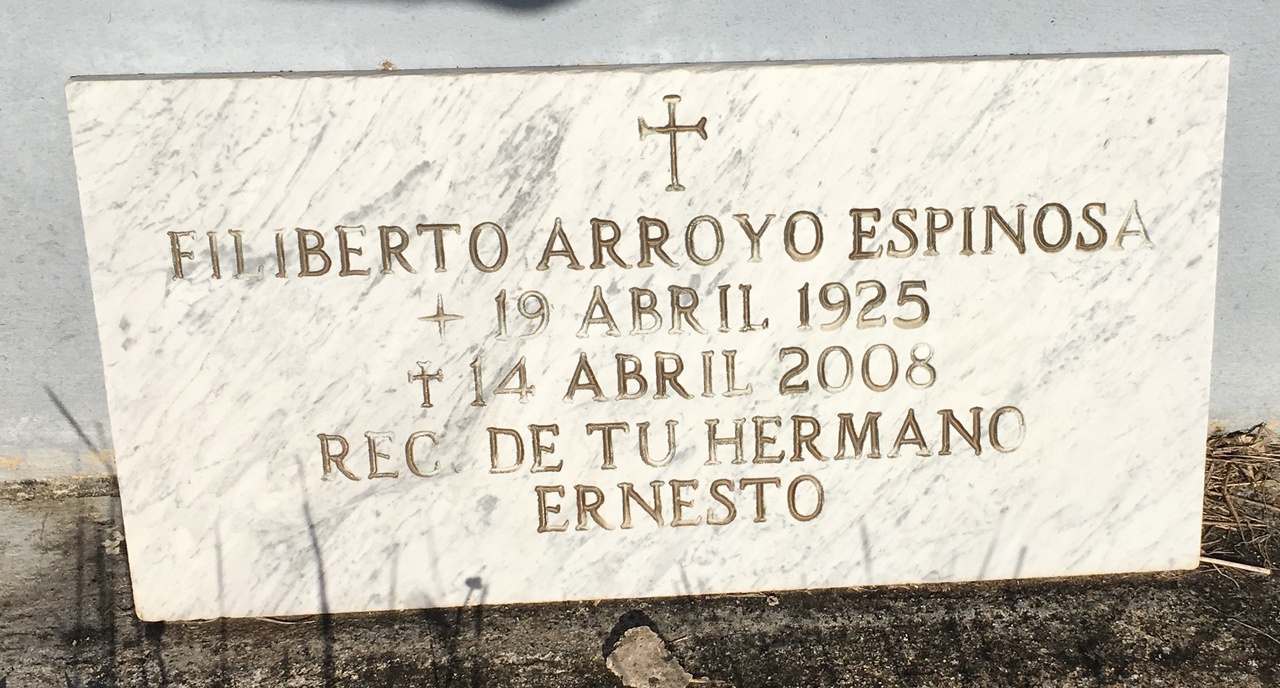 FILIBERTO ARROYO ESPINOSA
19 ABRIL 1925
† 14 ABRIL 2008
REC. DE TU HERMANO
ERNESTO